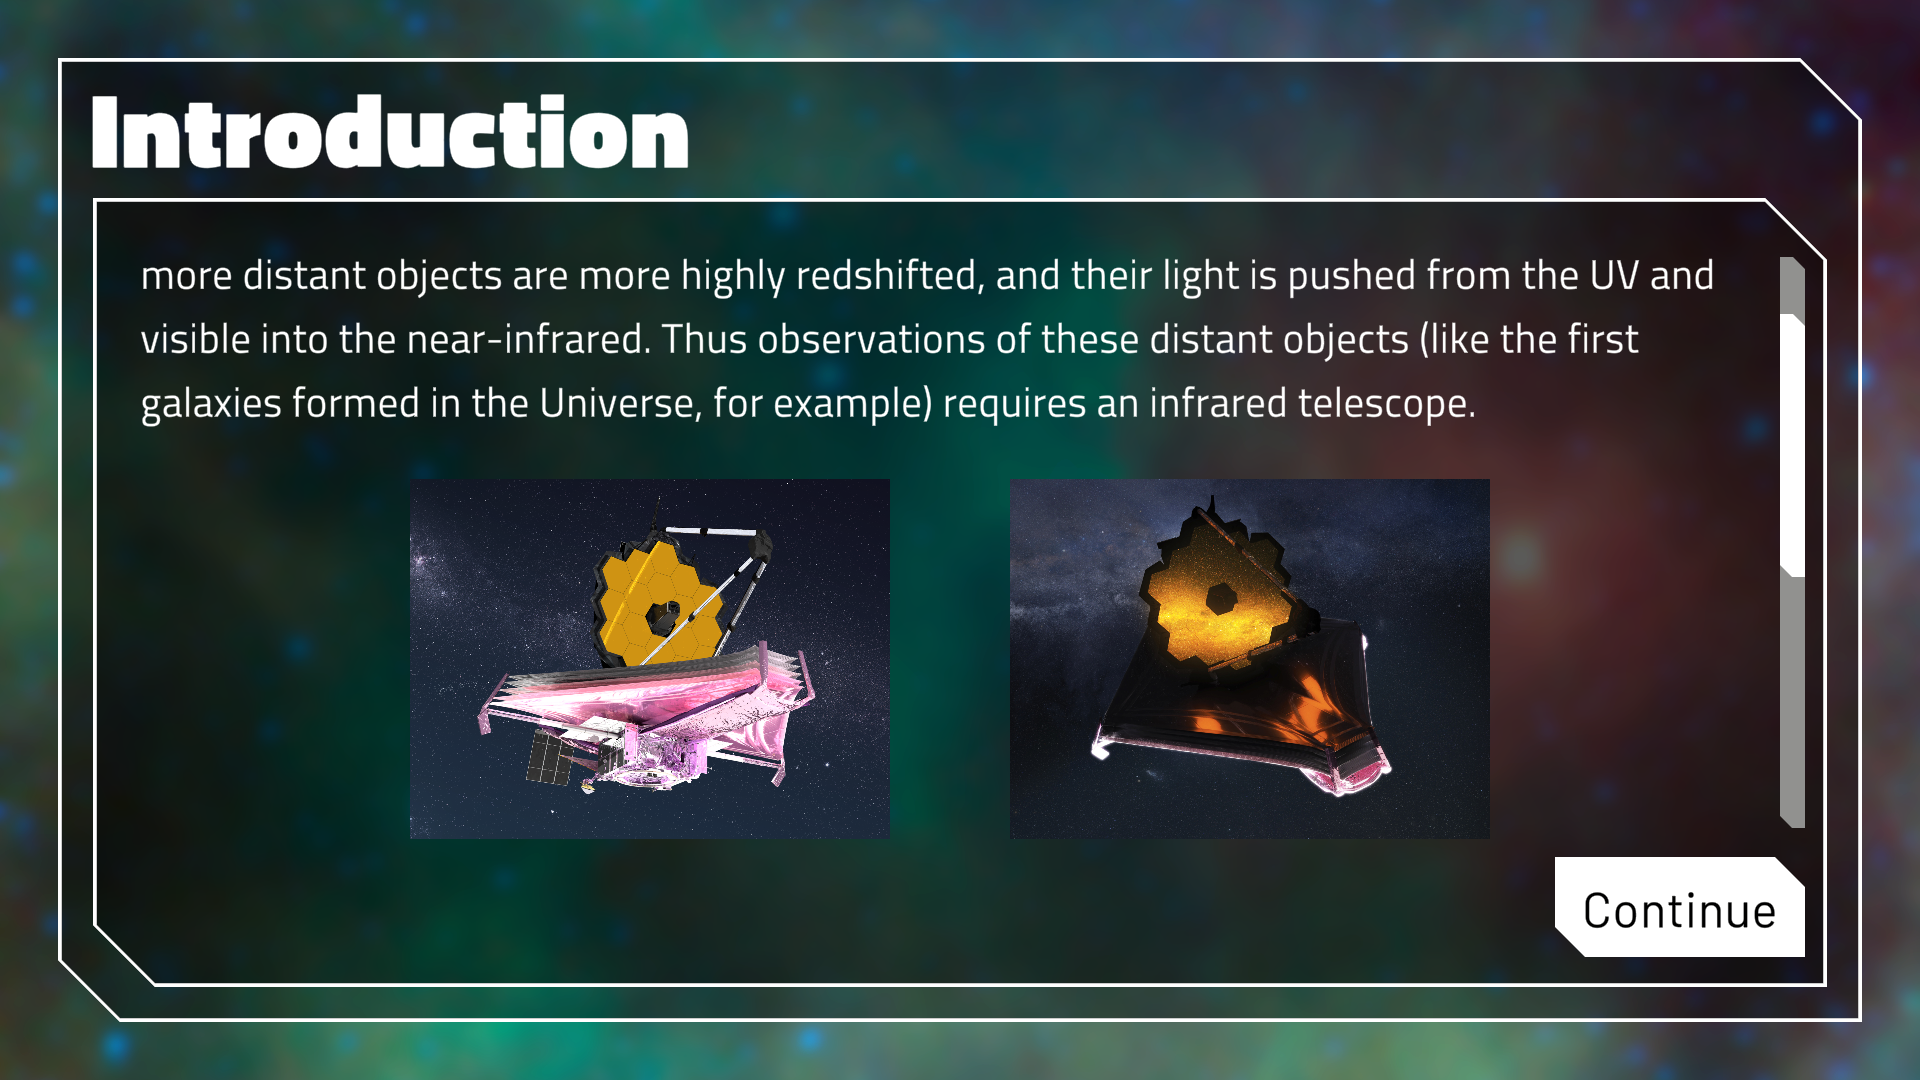 Introduction
more distant objects are more highly redshifted, and their light is pushed from the UV and
visible into the near-infrared. Thus observations of these distant objects (like the first
galaxies formed in the Universe, for example) requires an infrared telescope.
Continue